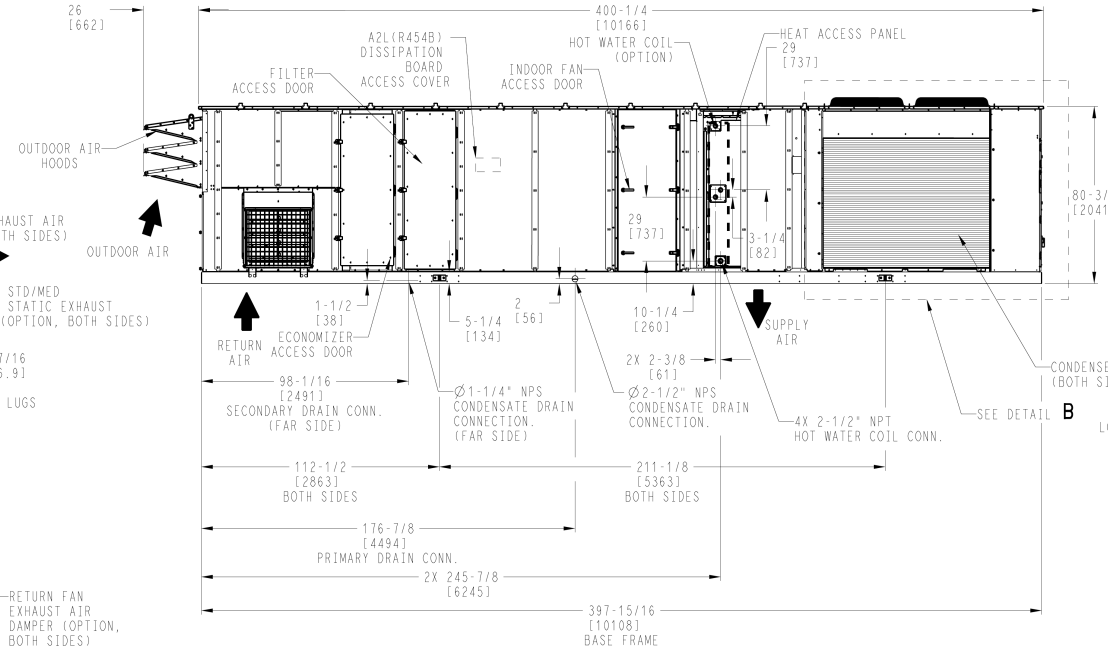 26
[662]
400-1/4
[10166]
A2L(R454B)
DISSIPATION
BOARD
ACCESS COVER
HOT WATER COIL
(OPTION)
HEAT ACCESS PANEL
29
[737]
FILTER
ACCESS DOOR
INDOOR FAN
ACCESS DOOR
OUTDOOR AIR
HOODS
80-3/
[2041
HAUST AIR
TH SIDES)
OUTDOOR AIR
29
[737]
3-1/4
[82]
STD/MED
STATIC EXHAUST
(OPTION, BOTH SIDES)
1-1/2
[38]
5-1/4
[134]
2
[56]
10-1/4
[260]
RETURN
AIR
ECONOMIZER
ACCESS DOOR
SUPPLY
AIR
7/16
6.9]
LUGS
2X 2-3/8
[61]
CONDENSE
(BOTH SI
98-1/16
[2491]
SECONDARY DRAIN CONN.
(FAR SIDE)
Ø1-1/4" NPS
CONDENSATE DRAIN
CONNECTION.
(FAR SIDE)
Ø2-1/2" NPS
CONDENSATE DRAIN
CONNECTION.
4X 2-1/2" NPT
HOT WATER COIL CONN.
SEE DETAIL B
LO
112-1/2
[2863]
BOTH SIDES
211-1/8
[5363]
BOTH SIDES
176-7/8
[4494]
PRIMARY DRAIN CONN.
2X 245-7/8
[6245]
397-15/16
[10108]
BASE FRAME
RETURN FAN
EXHAUST AIR
DAMPER (OPTION,
BOTH SIDES)